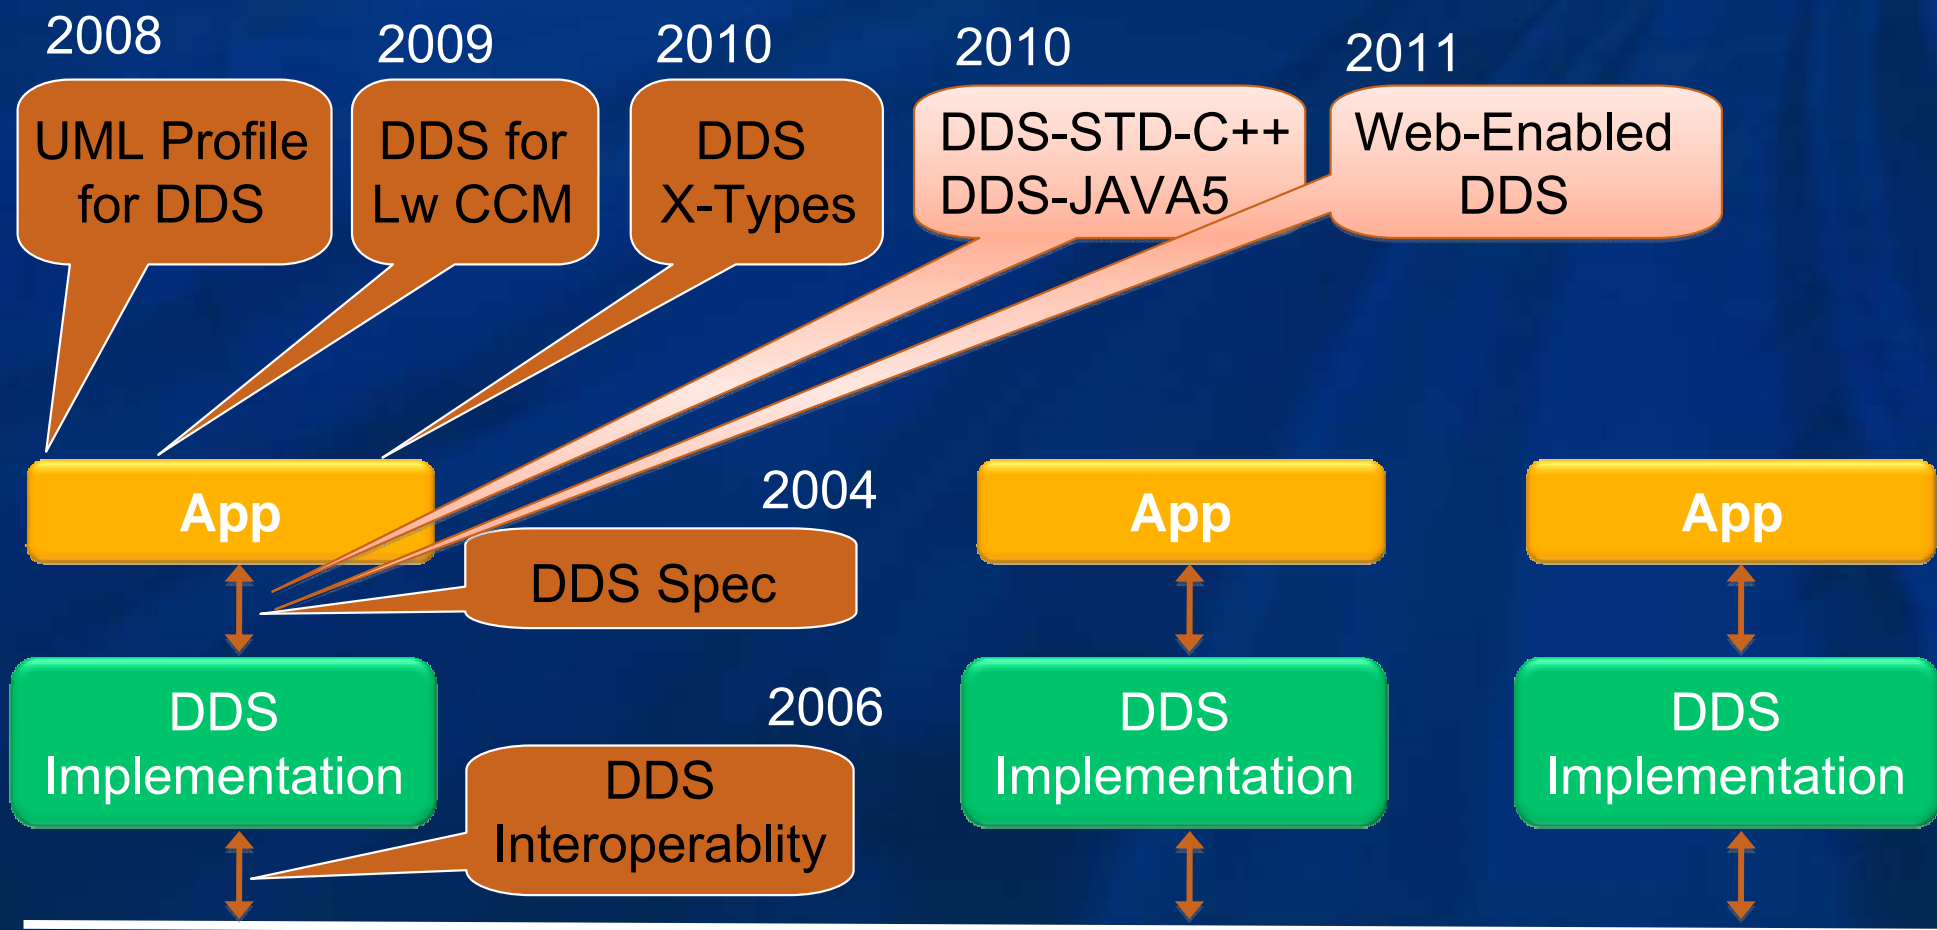 2008
2009
2010
2010
2011
UML Profile
for DDS
DDS for
Lw CCM
DDS
X-Types
DDS-STD-C++
DDS-JAVA5
Web-Enabled
DDS
App
2004
App
App
DDS Spec
DDS
Implementation
2006
DDS
Interoperablity
DDS
Implementation
DDS
Implementation